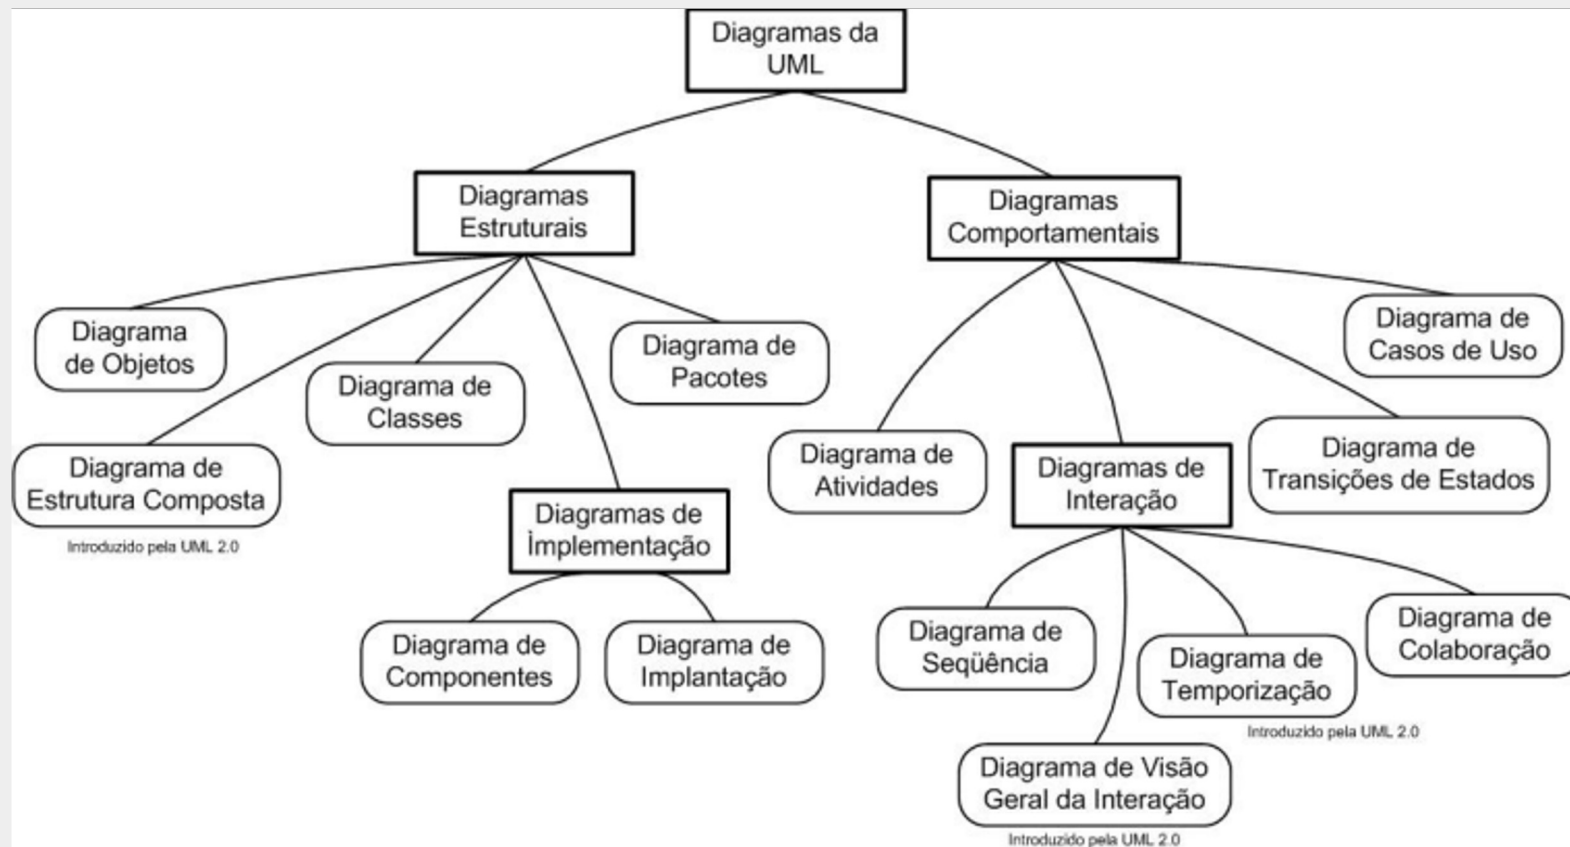 Diagramas da
UML
Diagramas
Estruturais
Diagramas
Comportamentais
Diagrama
de Objetos
Diagrama de
Classes
Diagrama de
Pacotes
Diagrama de
Casos de Uso
Diagrama de
Estrutura Composta
Introduzido pela UML 2.0
Diagramas de
Ìmplementação
Diagrama de
Atividades
Diagramas de
Interação
Diagrama de
Transições de Estados
Diagrama de
Componentes
Diagrama de
Implantação
Diagrama de
Seqüência
Diagrama de
Temporização
Introduzido pela UML 2.0
Diagrama de
Colaboração
Diagrama de Visão
Geral da Interação
Introduzido pela UML 2.0